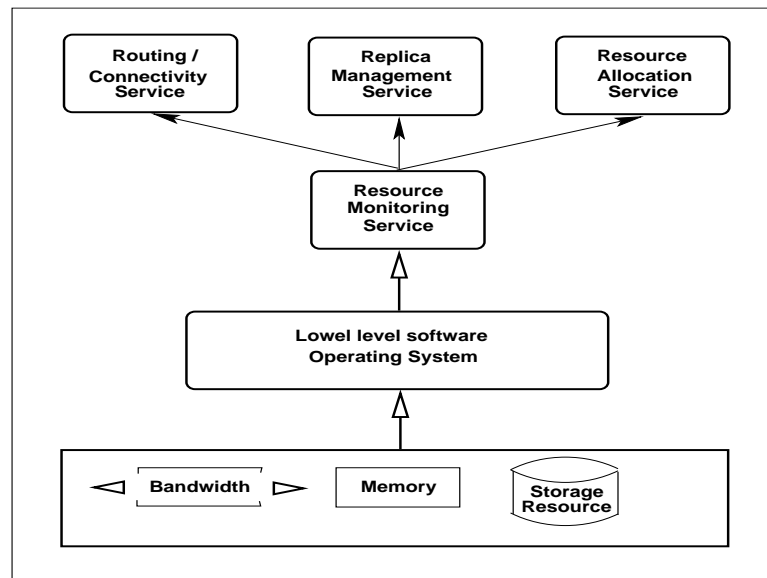 Routing /
Connectivity
Service
Replica
Management
Service
Resource
Allocation
Service
Resource
Monitoring
Service
Lowel level software
Operating System
Bandwidth
Memory
Storage
Resource